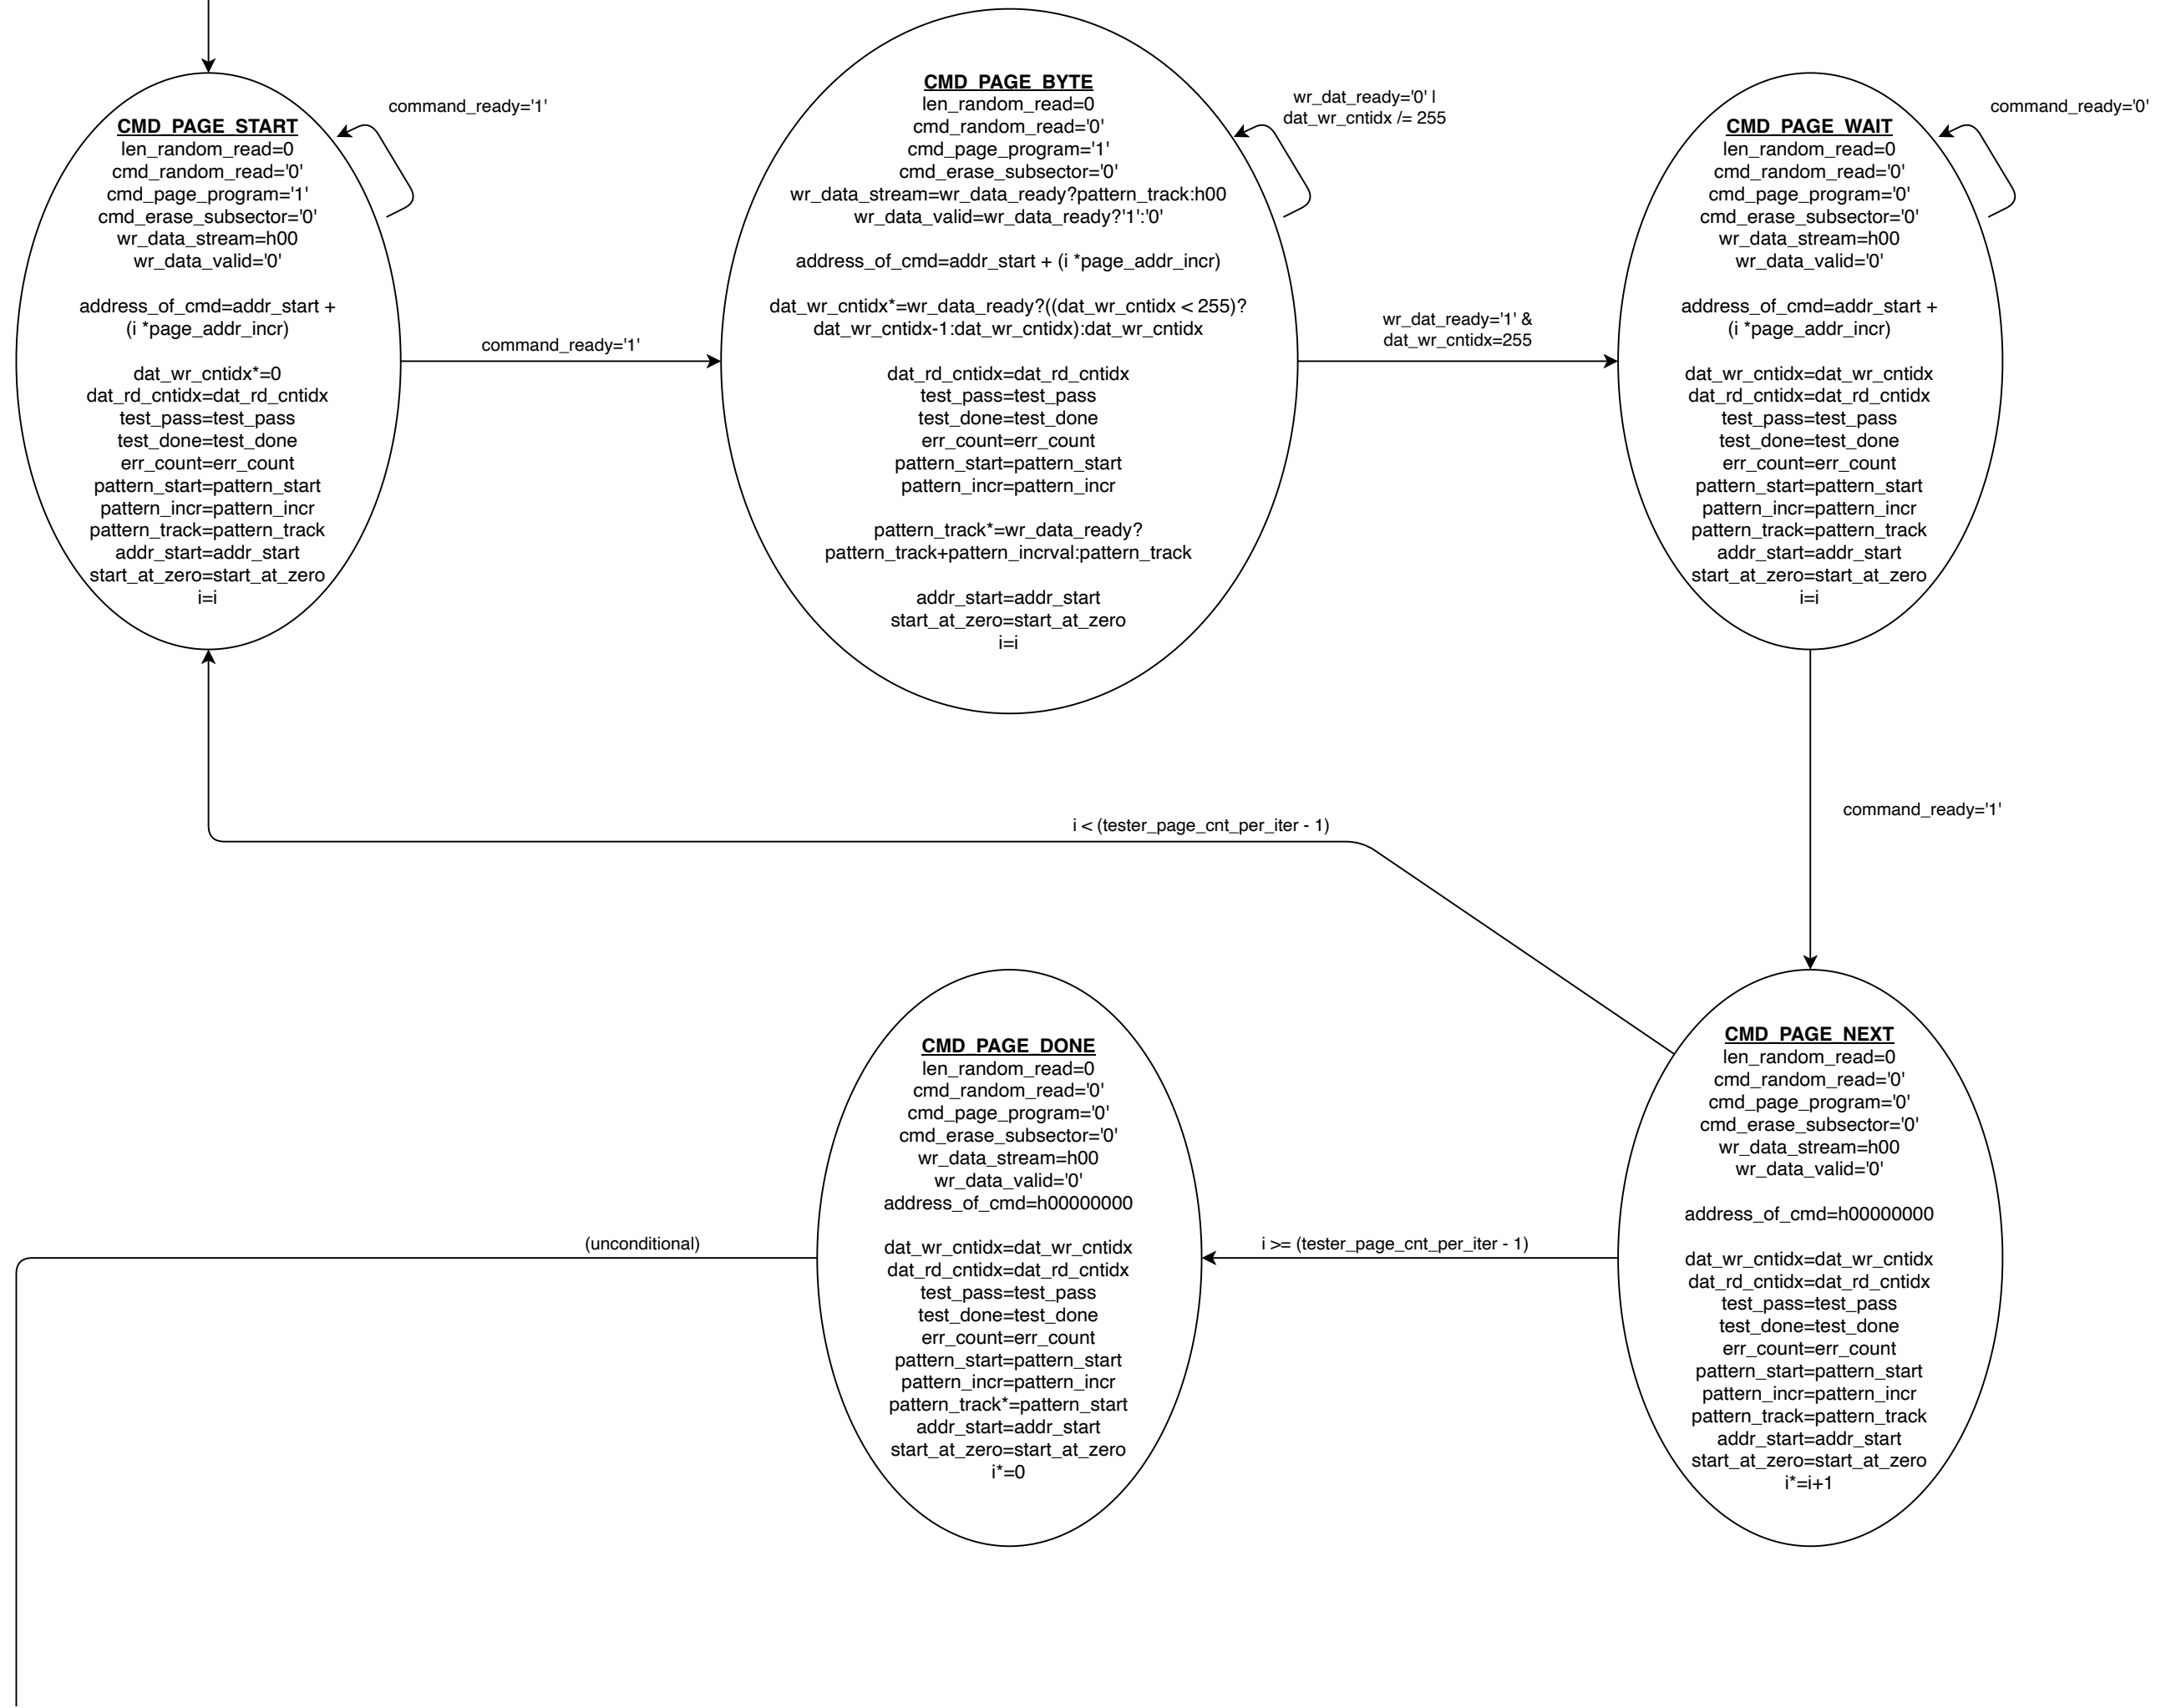 CMD_PAGE_START
len_random_read=0
cmd_random_read='0'
cmd_page_program='1'
cmd_erase_subsector='0'
wr_data_stream=h00
wr_data_valid='0'
address_of_cmd=addr_start +
(i *page_addr_incr)
dat_wr_cntidx*=0
dat_rd_cntidx=dat_rd_cntidx
test_pass=test_pass
test_done=test_done
err_count=err_count
pattern_start=pattern_start
pattern_incr=pattern_incr
pattern_track=pattern_track
addr_start=addr_start
start_at_zero=start_at_zero
i=i
command_ready='1'
command_ready='1'
CMD_PAGE_BYTE
len_random_read=0
cmd_random_read='0'
cmd_page_program='1'
cmd_erase_subsector='0'
wr_data_stream=wr_data_ready?pattern_track:h00
wr_data_valid=wr_data_ready?'1':'0'
address_of_cmd=addr_start + (i *page_addr_incr)
dat_wr_cntidx*=wr_data_ready?((dat_wr_cntidx < 255)?
dat_wr_cntidx-1:dat_wr_cntidx):dat_wr_cntidx
dat_rd_cntidx=dat_rd_cntidx
test_pass=test_pass
test_done=test_done
err_count=err_count
pattern_start=pattern_start
pattern_incr=pattern_incr
pattern_track*=wr_data_ready?
pattern_track+pattern_incrval:pattern_track
addr_start=addr_start
start_at_zero=start_at_zero
i=i
wr_dat_ready='0' |
dat_wr_cntidx /= 255
wr_dat_ready='1' &
dat_wr_cntidx=255
CMD_PAGE_WAIT
len_random_read=0
cmd_random_read='0'
cmd_page_program='0'
cmd_erase_subsector='0'
wr_data_stream=h00
wr_data_valid='0'
address_of_cmd=addr_start +
(i *page_addr_incr)
dat_wr_cntidx=dat_wr_cntidx
dat_rd_cntidx=dat_rd_cntidx
test_pass=test_pass
test_done=test_done
err_count=err_count
pattern_start=pattern_start
pattern_incr=pattern_incr
pattern_track=pattern_track
addr_start=addr_start
start_at_zero=start_at_zero
i=i
command_ready='0'
command_ready='1'
i < (tester_page_cnt_per_iter - 1)
CMD_PAGE_NEXT
len_random_read=0
cmd_random_read='0'
cmd_page_program='0'
cmd_erase_subsector='0'
wr_data_stream=h00
wr_data_valid='0'
address_of_cmd=h00000000
dat_wr_cntidx=dat_wr_cntidx
dat_rd_cntidx=dat_rd_cntidx
test_pass=test_pass
test_done=test_done
err_count=err_count
pattern_start=pattern_start
pattern_incr=pattern_incr
pattern_track=pattern_track
addr_start=addr_start
start_at_zero=start_at_zero
i*=i+1
i >= (tester_page_cnt_per_iter - 1)
CMD_PAGE_DONE
len_random_read=0
cmd_random_read='0'
cmd_page_program='0'
cmd_erase_subsector='0'
wr_data_stream=h00
wr_data_valid='0'
address_of_cmd=h00000000
dat_wr_cntidx=dat_wr_cntidx
dat_rd_cntidx=dat_rd_cntidx
test_pass=test_pass
test_done=test_done
err_count=err_count
pattern_start=pattern_start
pattern_incr=pattern_incr
pattern_track*=pattern_start
addr_start=addr_start
start_at_zero=start_at_zero
i*=0
(unconditional)